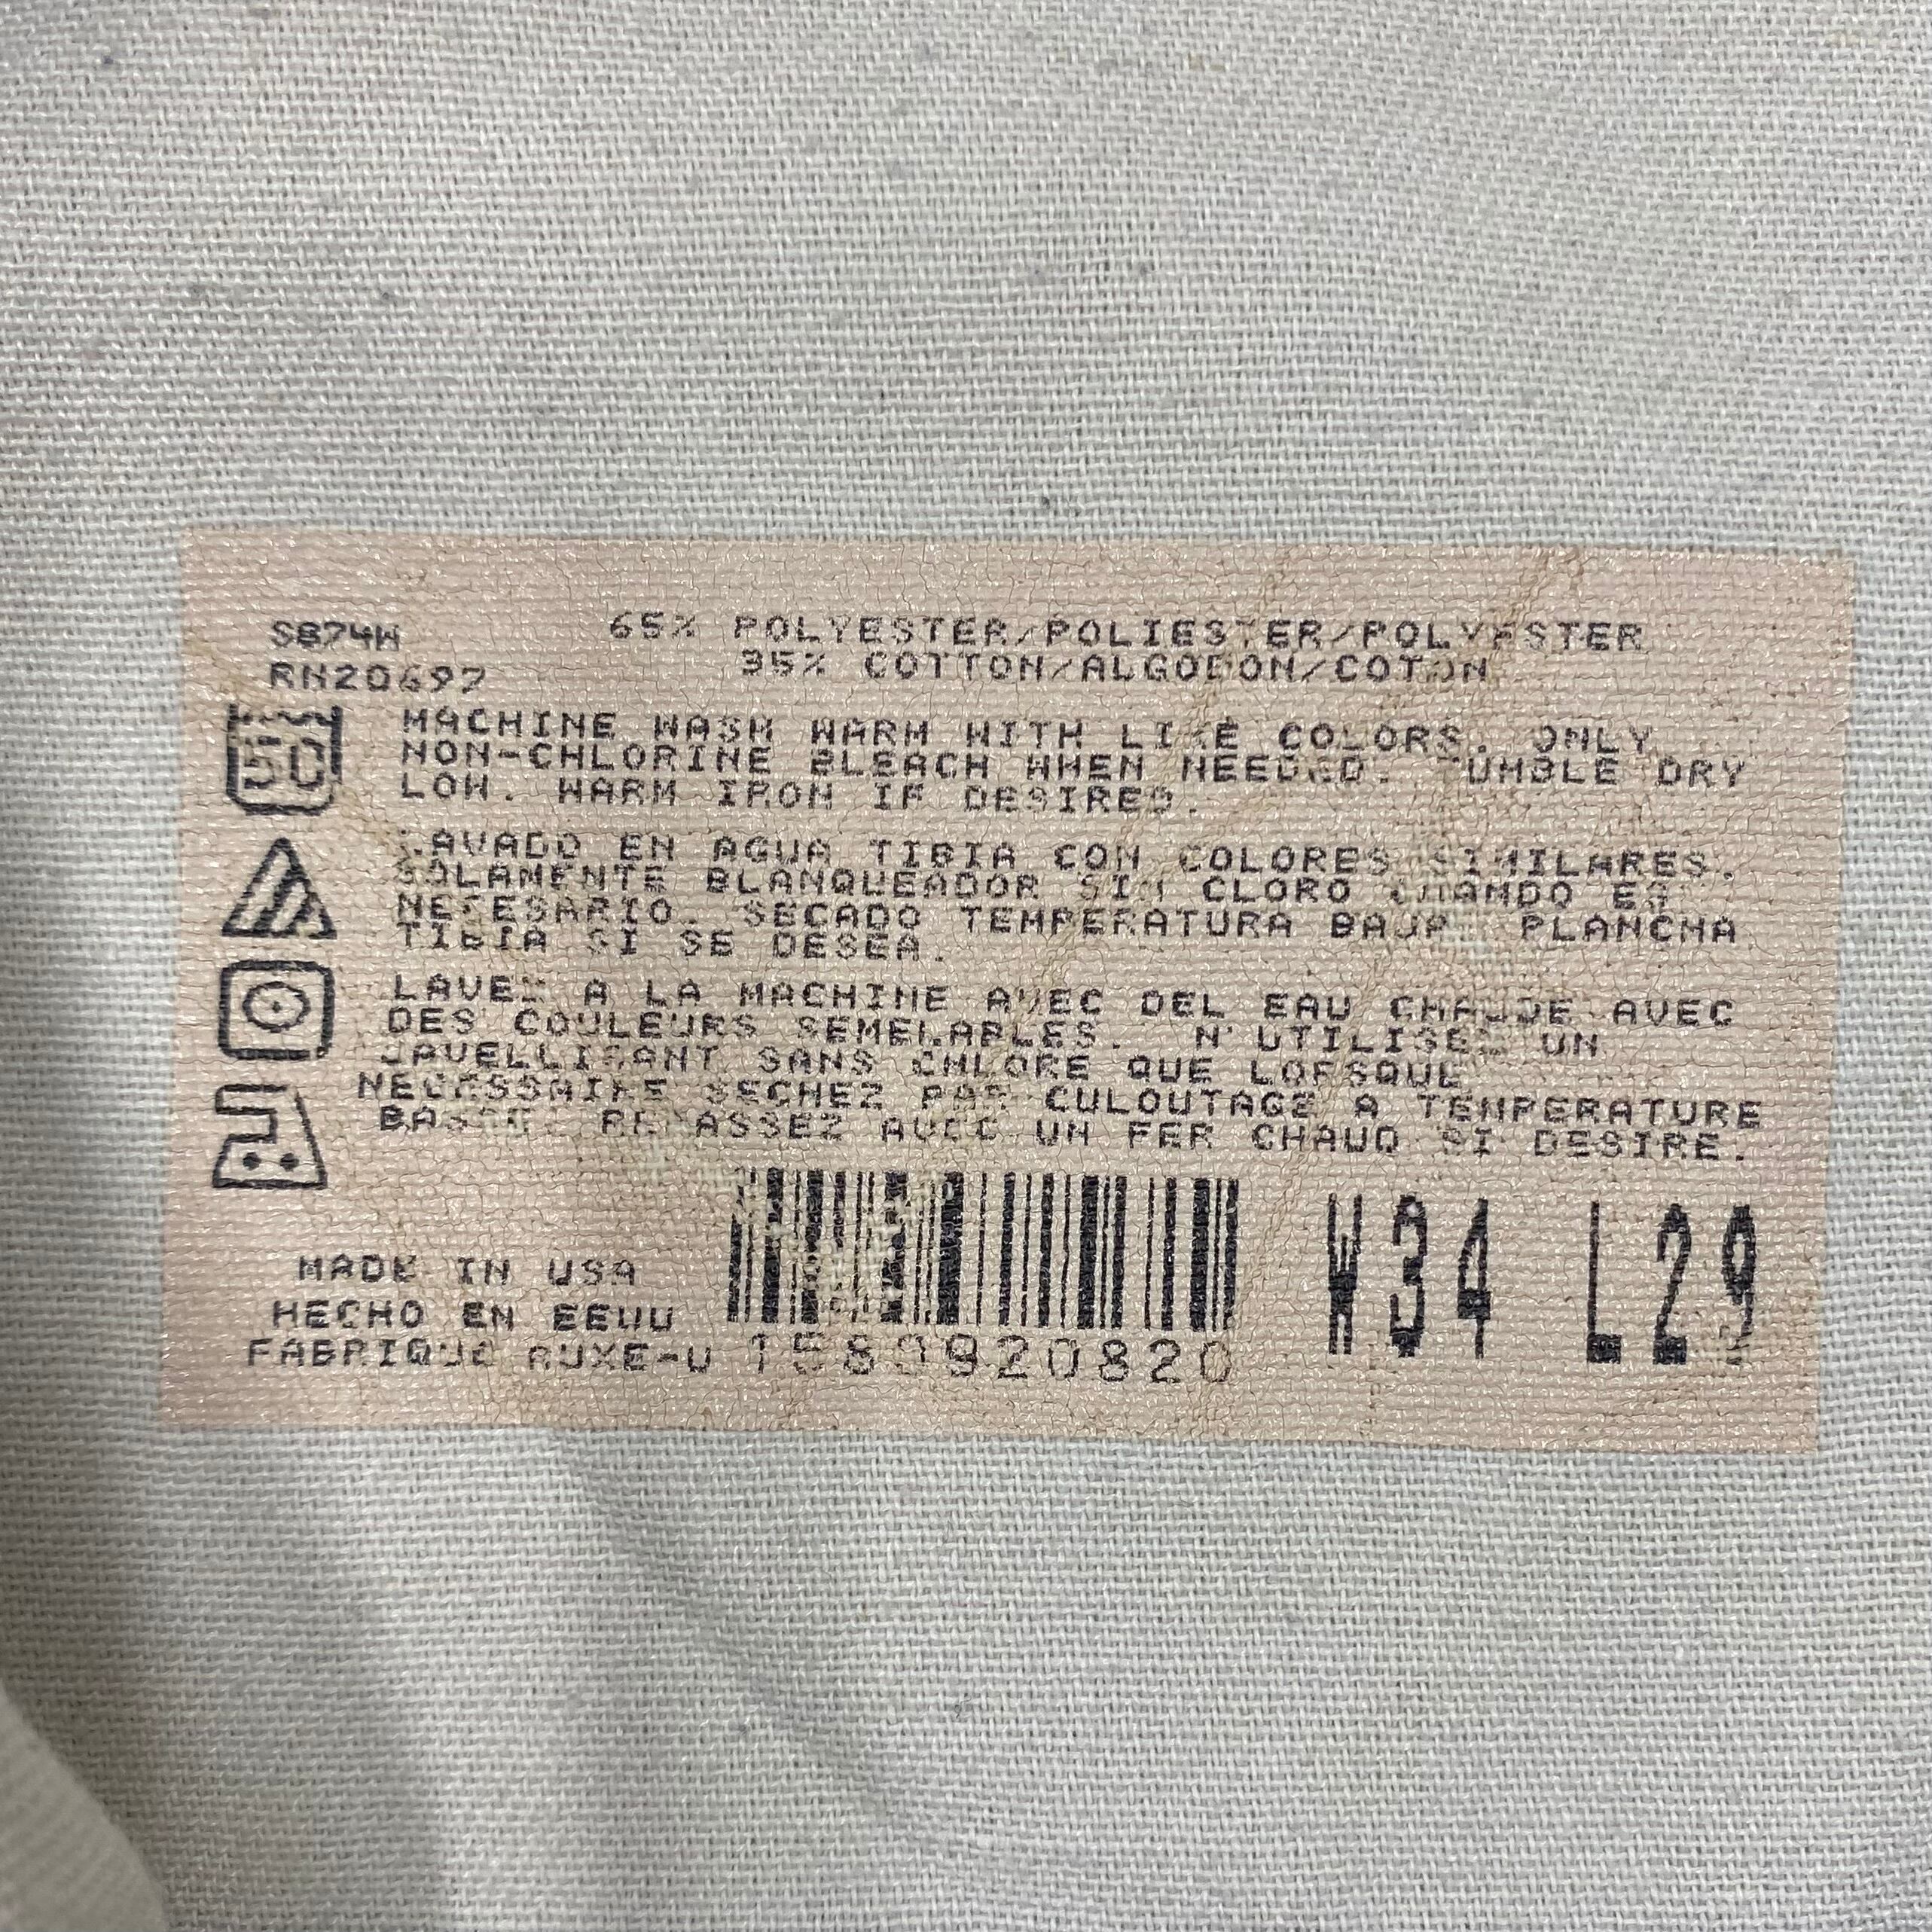 S874W
RN20697
65% POLYESTER/POLIESTER/POLYESTER
35% COTTON/ALGODON/COTON
50
MACHINE WASH WARM WITH LIKE COLORS. ONLY
NON-CHLORINE BLEACH WHEN NEEDED. TUMBLE DRY
LOW. WARM IRON IF DESIRED.
LAVADO EN AGUA TIBIA CON COLORES SIMILARES.
SOLAMENTE BLANQUEADOR SIN CLORO CUANDO ES
NECESARIO. SECADO TEMPERATURA BAJA. PLANCHA
TIBIA SI SE DESEA.
LAVEZ A LA MACHINE AVEC DEL EAU CHAUDE AVEC
DES COULEURS SEMELABLES. N'UTILISEZ UN
JAVELLISANT SANS CHLORE QUE LORSQUE
NECESSAIRE SECHEZ PAR CULOUTAGE A TEMPERATURE
BASSE. REPASSEZ AVEC UN FER CHAUD SI DESIRE.
MADE IN USA
HECHO EN EEUU
FABRIQUE AUXE-U
W34 L29